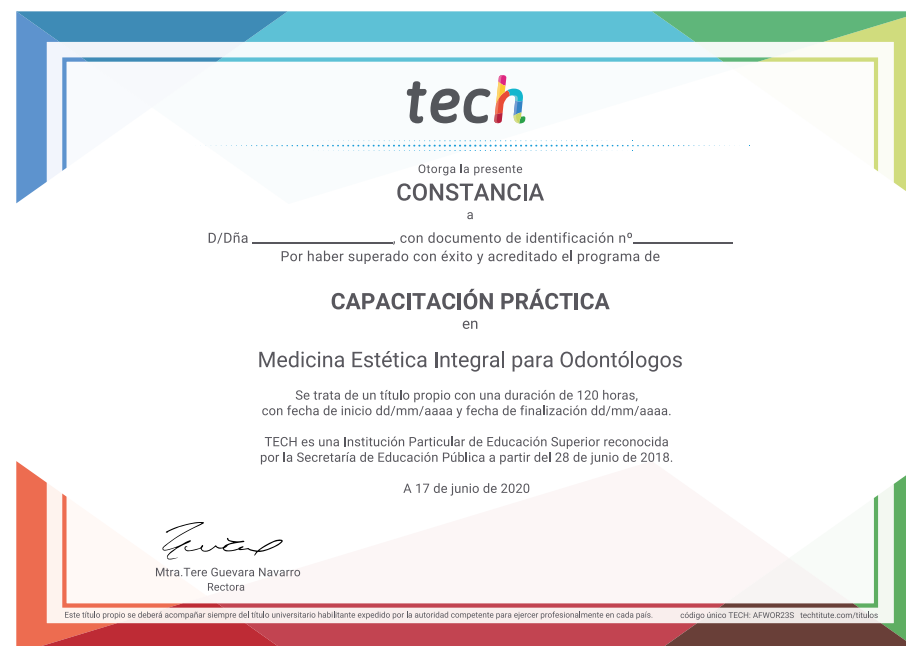 tech
Otorga la presente
CONSTANCIA
a
D/Dña ____________________, con documento de identificación nº______________
Por haber superado con éxito y acreditado el programa de
CAPACITACIÓN PRÁCTICA
en
Medicina Estética Integral para Odontólogos
Se trata de un título propio con una duración de 120 horas,
con fecha de inicio dd/mm/aaaa y fecha de finalización dd/mm/aaaa.
TECH es una Institución Particular de Educación Superior reconocida
por la Secretaría de Educación Pública a partir del 28 de junio de 2018.
A 17 de junio de 2020
Mtra.Tere Guevara Navarro
Rectora
Este título propio se deberá acompañar siempre del título universitario habilitante expedido por la autoridad competente para ejercer profesionalmente en cada país. código único TECH: AFWOR23S techtitute.com/titulos